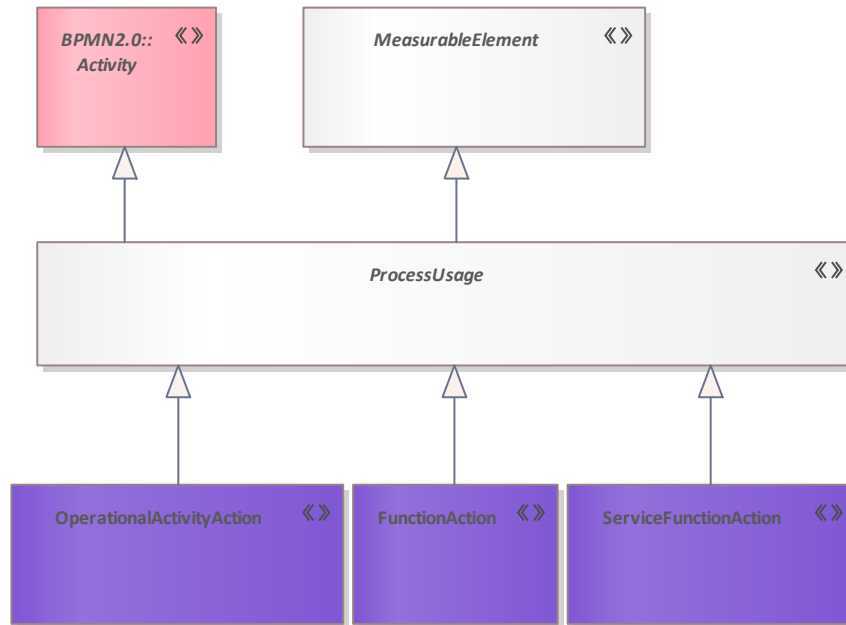 BPMN2.0:: «»
Activity
MeasurableElement «»
ProcessUsage «»
OperationalActivityAction «»
FunctionAction «»
ServiceFunctionAction «»